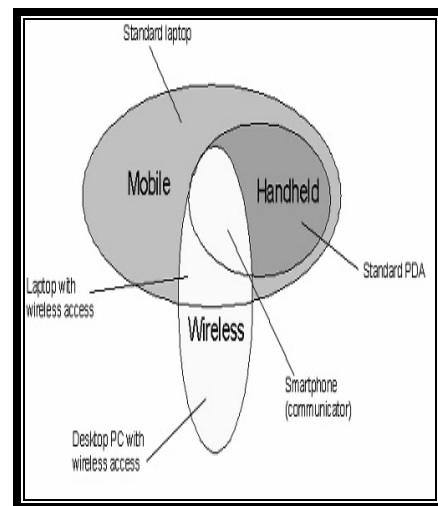 Standard laptop
Mobile
Handheld
Standard PDA
Laptop with
wireless access
Wireless
Smartphone
(communicator)
Desktop PC with
wireless access